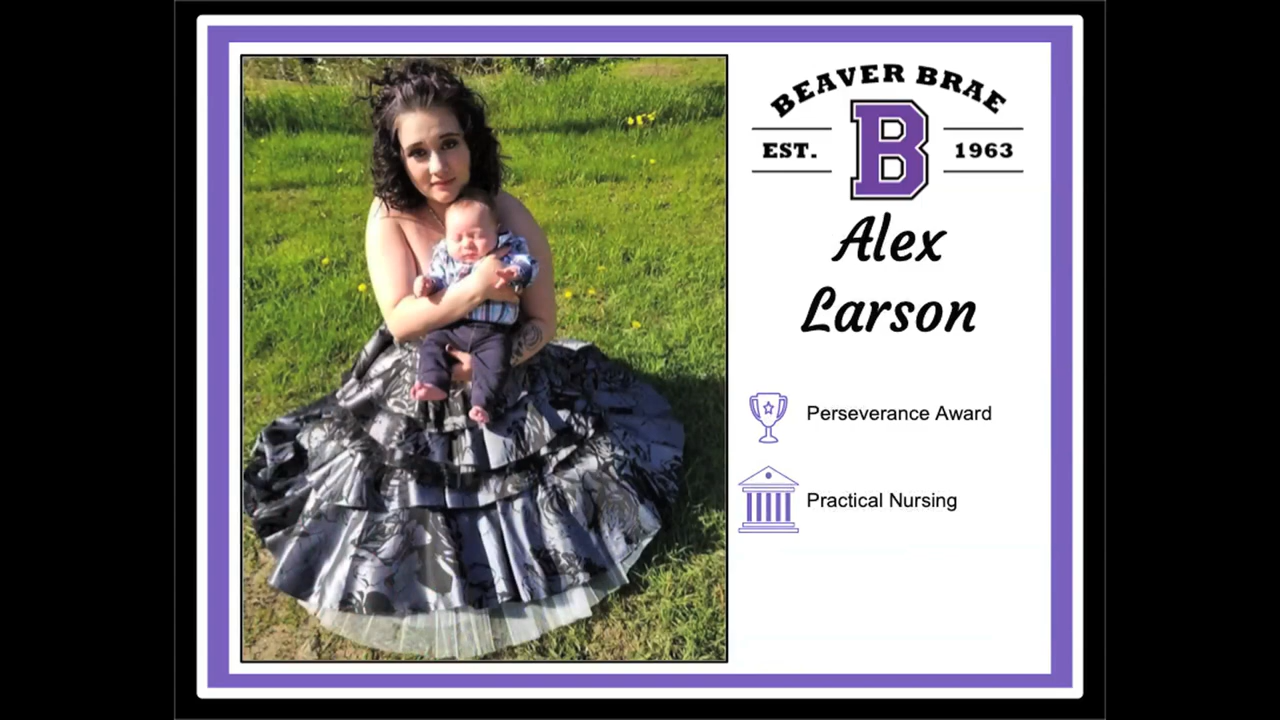 BEAVER BRAE
EST. B 1963
Alex
Larson
Perseverance Award
Practical Nursing